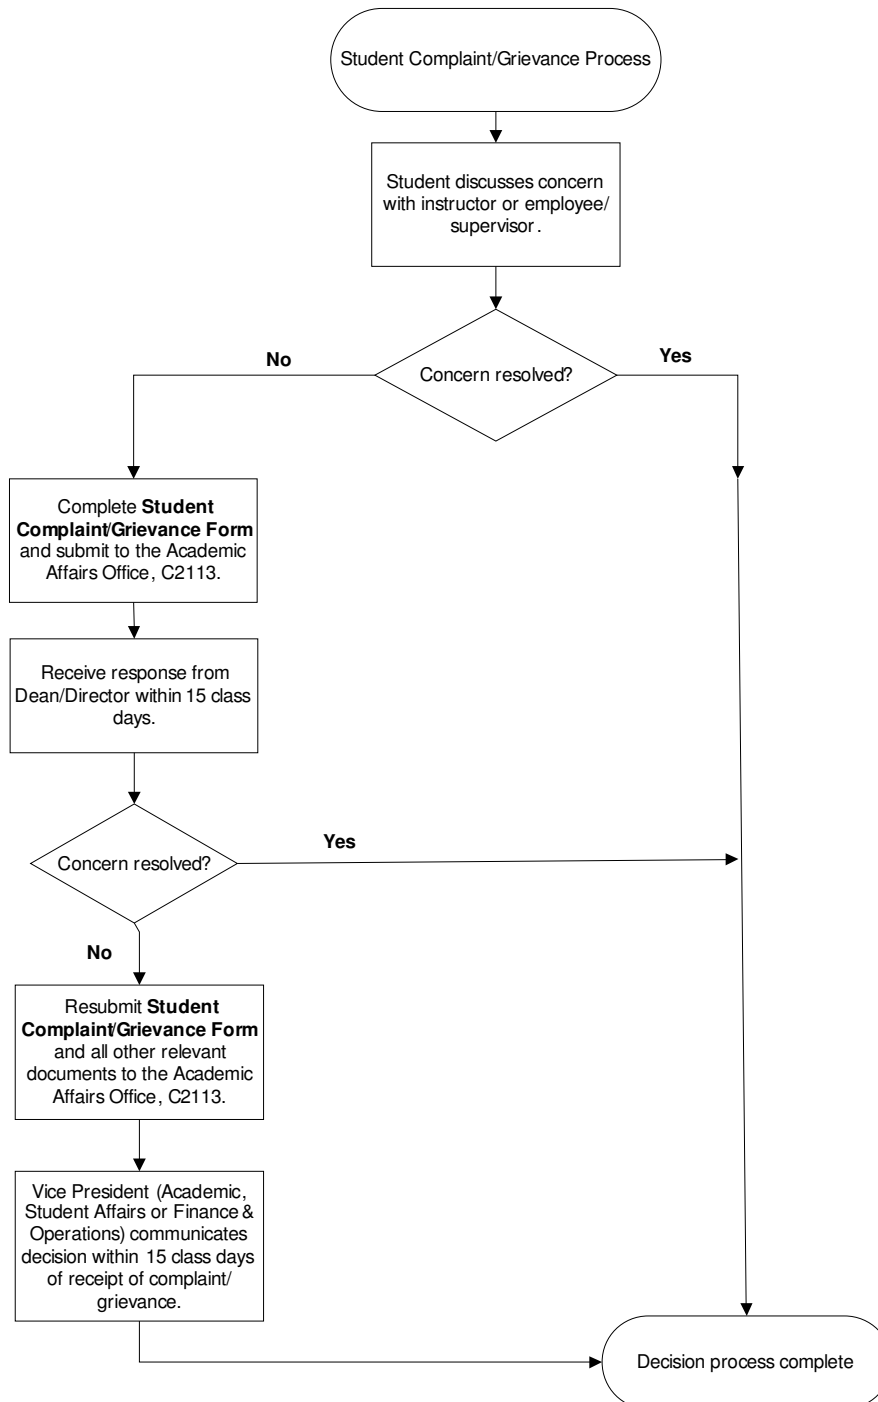 Student Complaint/Grievance Process
Student discusses concern
with instructor or employee/
supervisor.
Concern resolved?
No
Yes
Complete Student
Complaint/Grievance Form
and submit to the Academic
Affairs Office, C2113.
Receive response from
Dean/Director within 15 class
days.
Concern resolved?
Yes
No
Resubmit Student
Complaint/Grievance Form
and all other relevant
documents to the Academic
Affairs Office, C2113.
Vice President (Academic,
Student Affairs or Finance &
Operations) communicates
decision within 15 class days
of receipt of complaint/
grievance.
Decision process complete